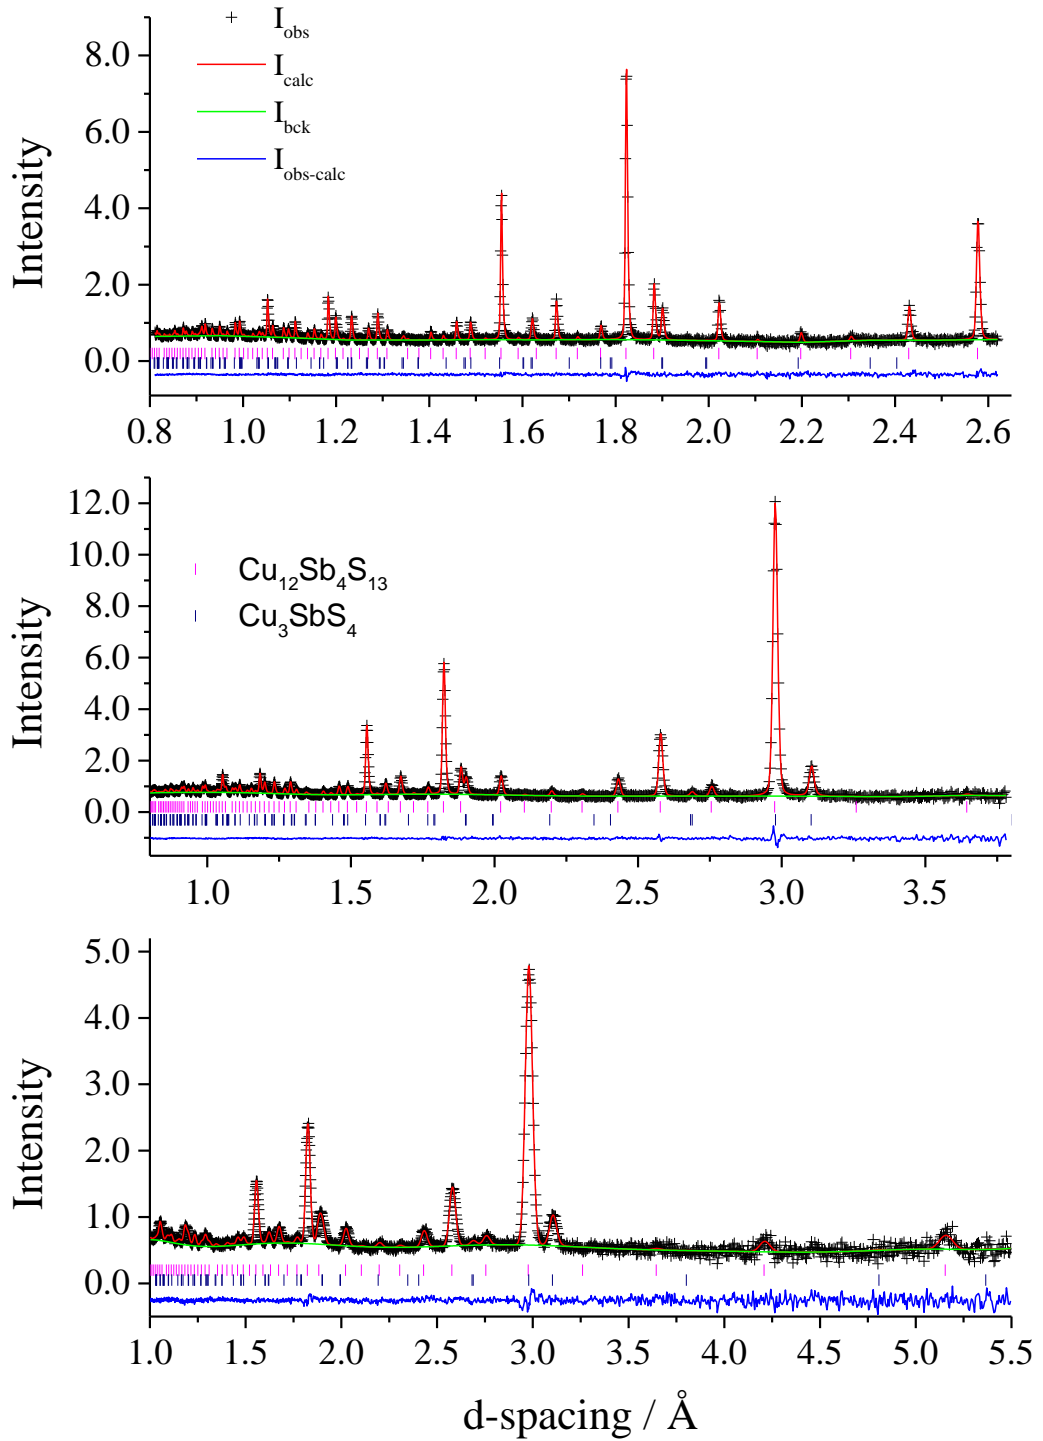 I_obs
I_calc
I_bck
I_obs-calc
Intensity
8.0
6.0
4.0
2.0
0.0
0.8 1.0 1.2 1.4 1.6 1.8 2.0 2.2 2.4 2.6
Intensity
12.0
10.0
8.0
6.0
4.0
2.0
0.0
Cu₁₂Sb₄S₁₃
Cu₃SbS₄
1.0 1.5 2.0 2.5 3.0 3.5
Intensity
5.0
4.0
3.0
2.0
1.0
0.0
1.0 1.5 2.0 2.5 3.0 3.5 4.0 4.5 5.0 5.5
d-spacing / Å